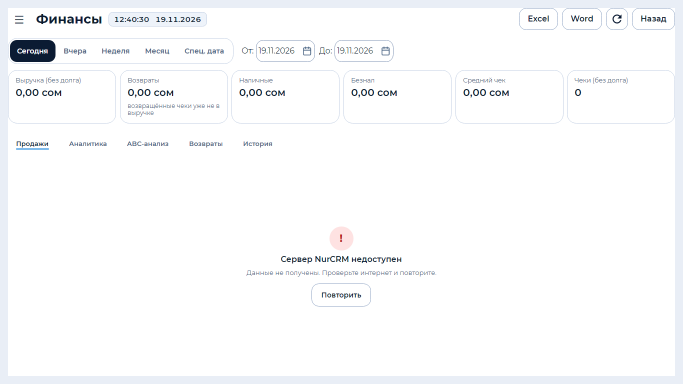 Финансы
12:40:30 19.11.2026
Excel
Word
Назад
Сегодня
Вчера
Неделя
Месяц
Спец. дата
От: 19.11.2026
До: 19.11.2026
Выручка (без долга)
0,00 сом
Возвраты
0,00 сом
возвращённые чеки уже не в
выручке
Наличные
0,00 сом
Безнал
0,00 сом
Средний чек
0,00 сом
Чеки (без долга)
0
Продажи
Аналитика
ABC-анализ
Возвраты
История
!
Сервер NurCRM недоступен
Данные не получены. Проверьте интернет и повторите.
Повторить